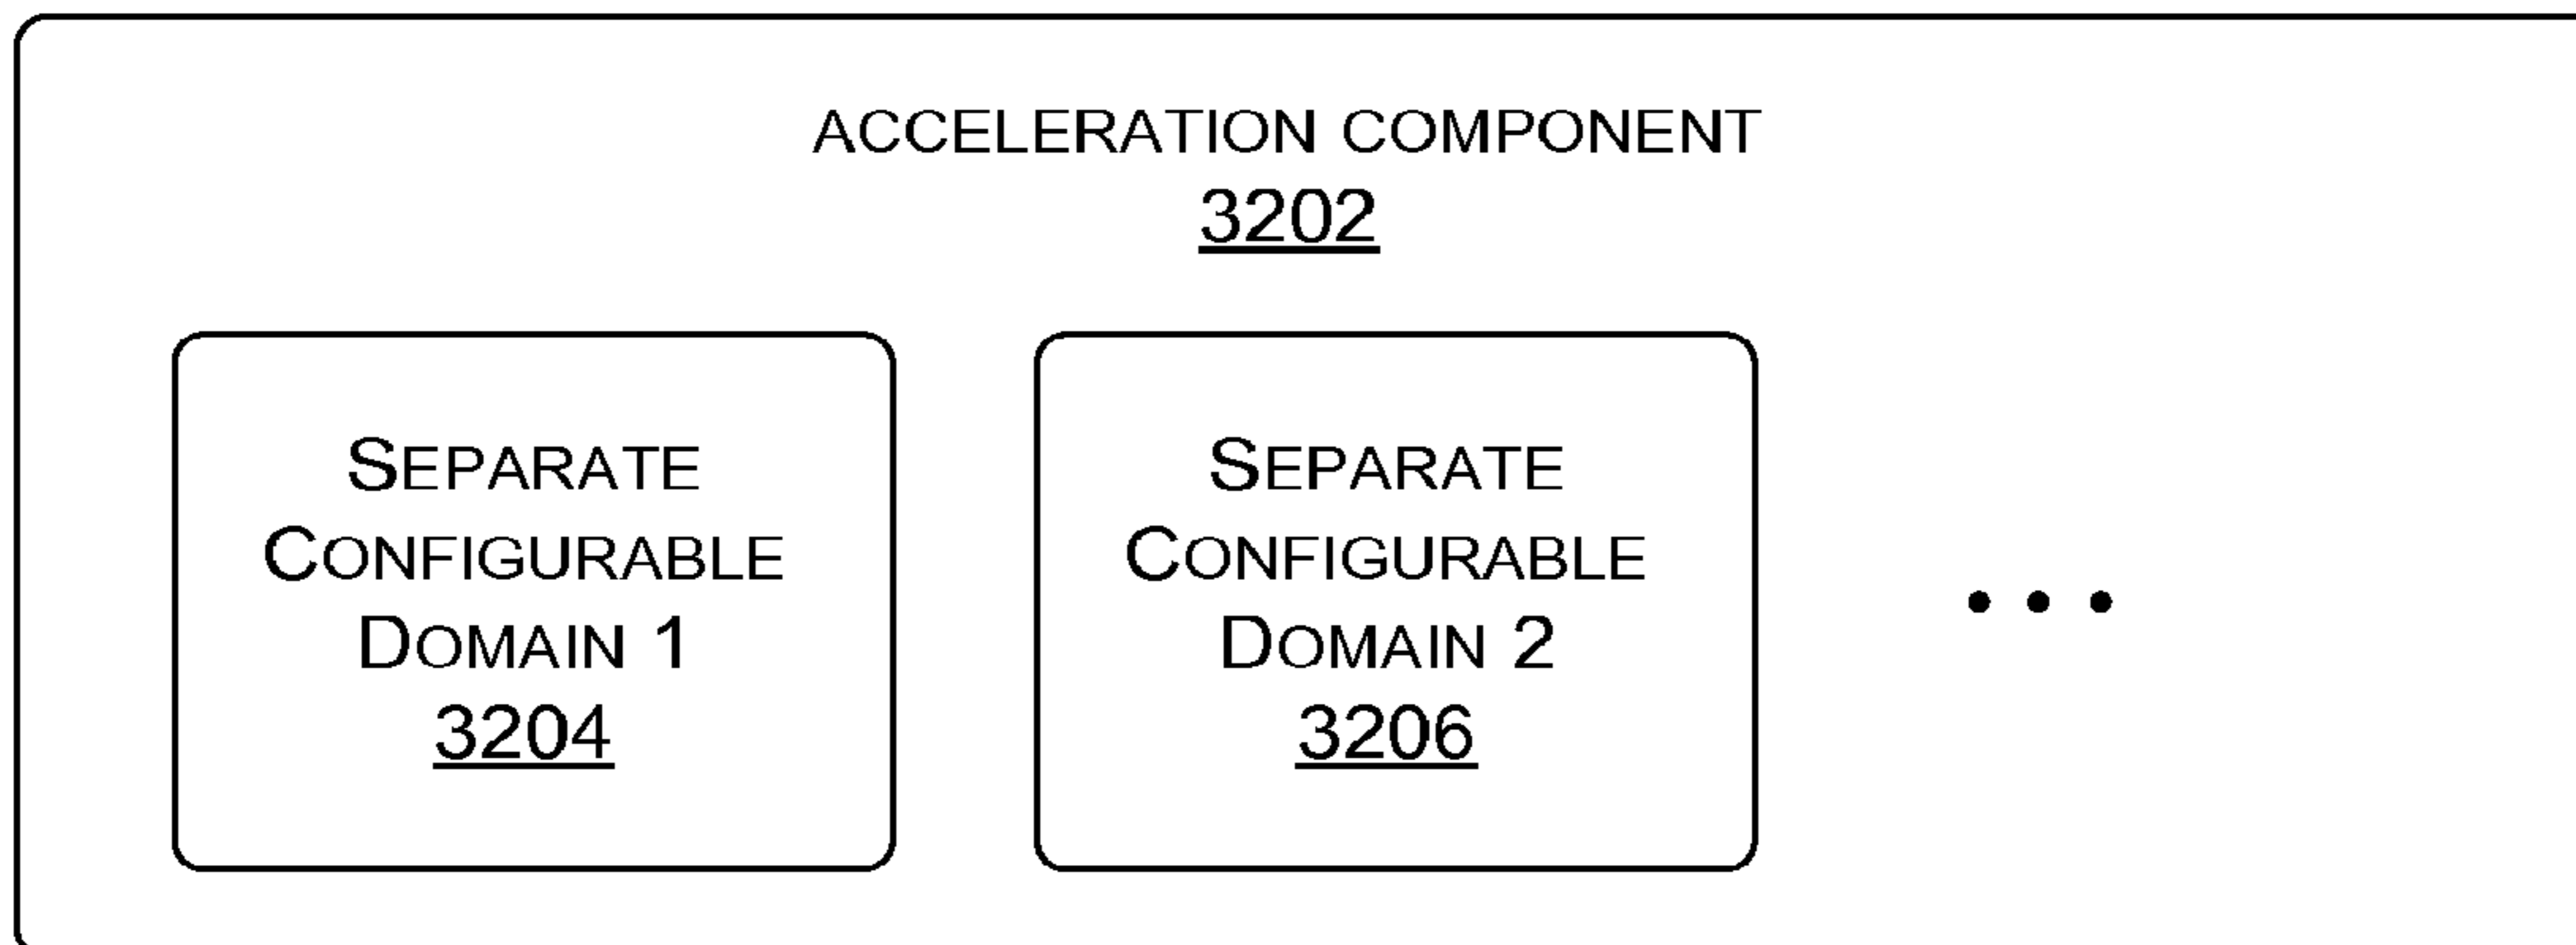 ACCELERATION COMPONENT
3202
SEPARATE
CONFIGURABLE
DOMAIN 1
3204
SEPARATE
CONFIGURABLE
DOMAIN 2
3206
• • •